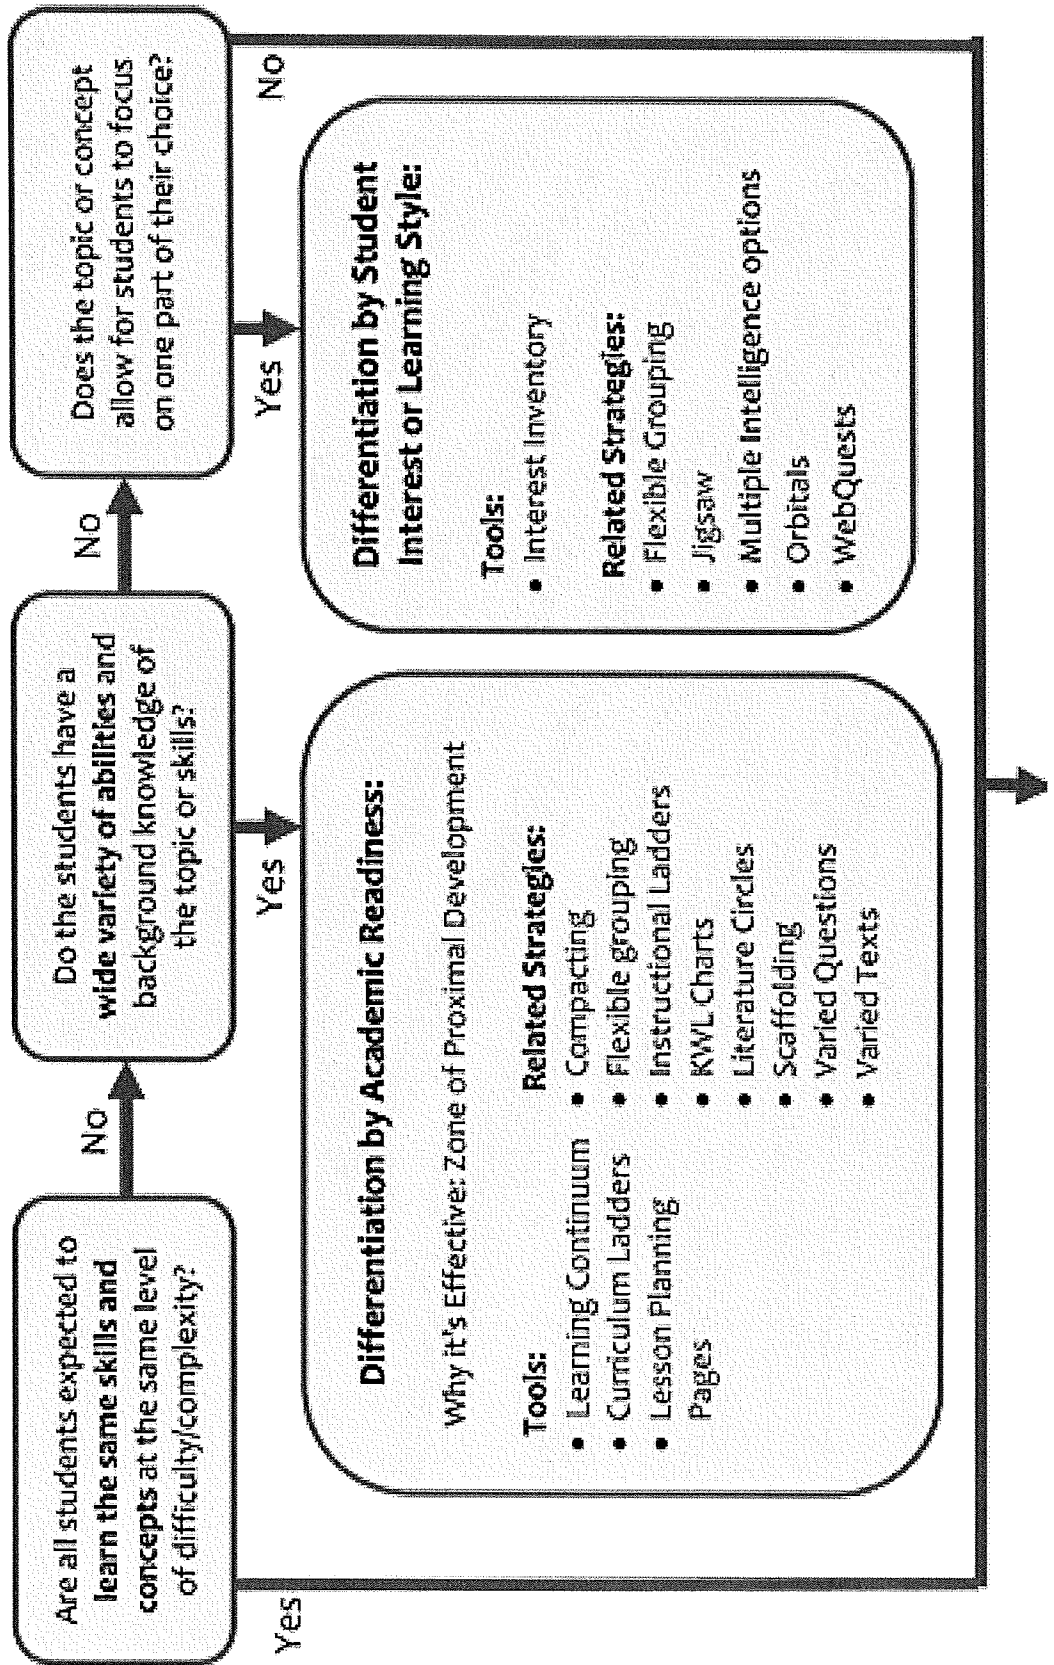 Are all students expected to
learn the same skills and
concepts at the same level
of difficulty/complexity?
No
Do the students have a
wide variety of abilities and
background knowledge of
the topic or skills?
No
Does the topic or concept
allow for students to focus
on one part of their choice?
Yes
Yes
Yes
No
Differentiation by Academic Readiness:
Why it's Effective: Zone of Proximal Development
Tools:
• Learning Continuum
• Curriculum Ladders
• Lesson Planning
Pages
Related Strategies:
• Compacting
• Flexible grouping
• Instructional Ladders
• KWL Charts
• Literature Circles
• Scaffolding
• Varied Questions
• Varied Texts
Differentiation by Student
Interest or Learning Style:
Tools:
• Interest Inventory
Related Strategies:
• Flexible Grouping
• Jigsaw
• Multiple Intelligence options
• Orbitals
• WebQuests